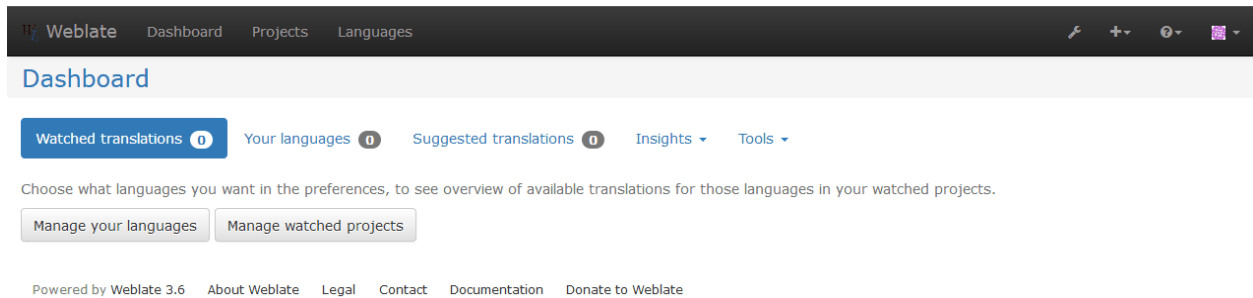 Weblate Dashboard Projects Languages
Dashboard
Watched translations 0 Your languages 0 Suggested translations 0 Insights Tools
Choose what languages you want in the preferences, to see overview of available translations for those languages in your watched projects.
Manage your languages Manage watched projects
Powered by Weblate 3.6 About Weblate Legal Contact Documentation Donate to Weblate